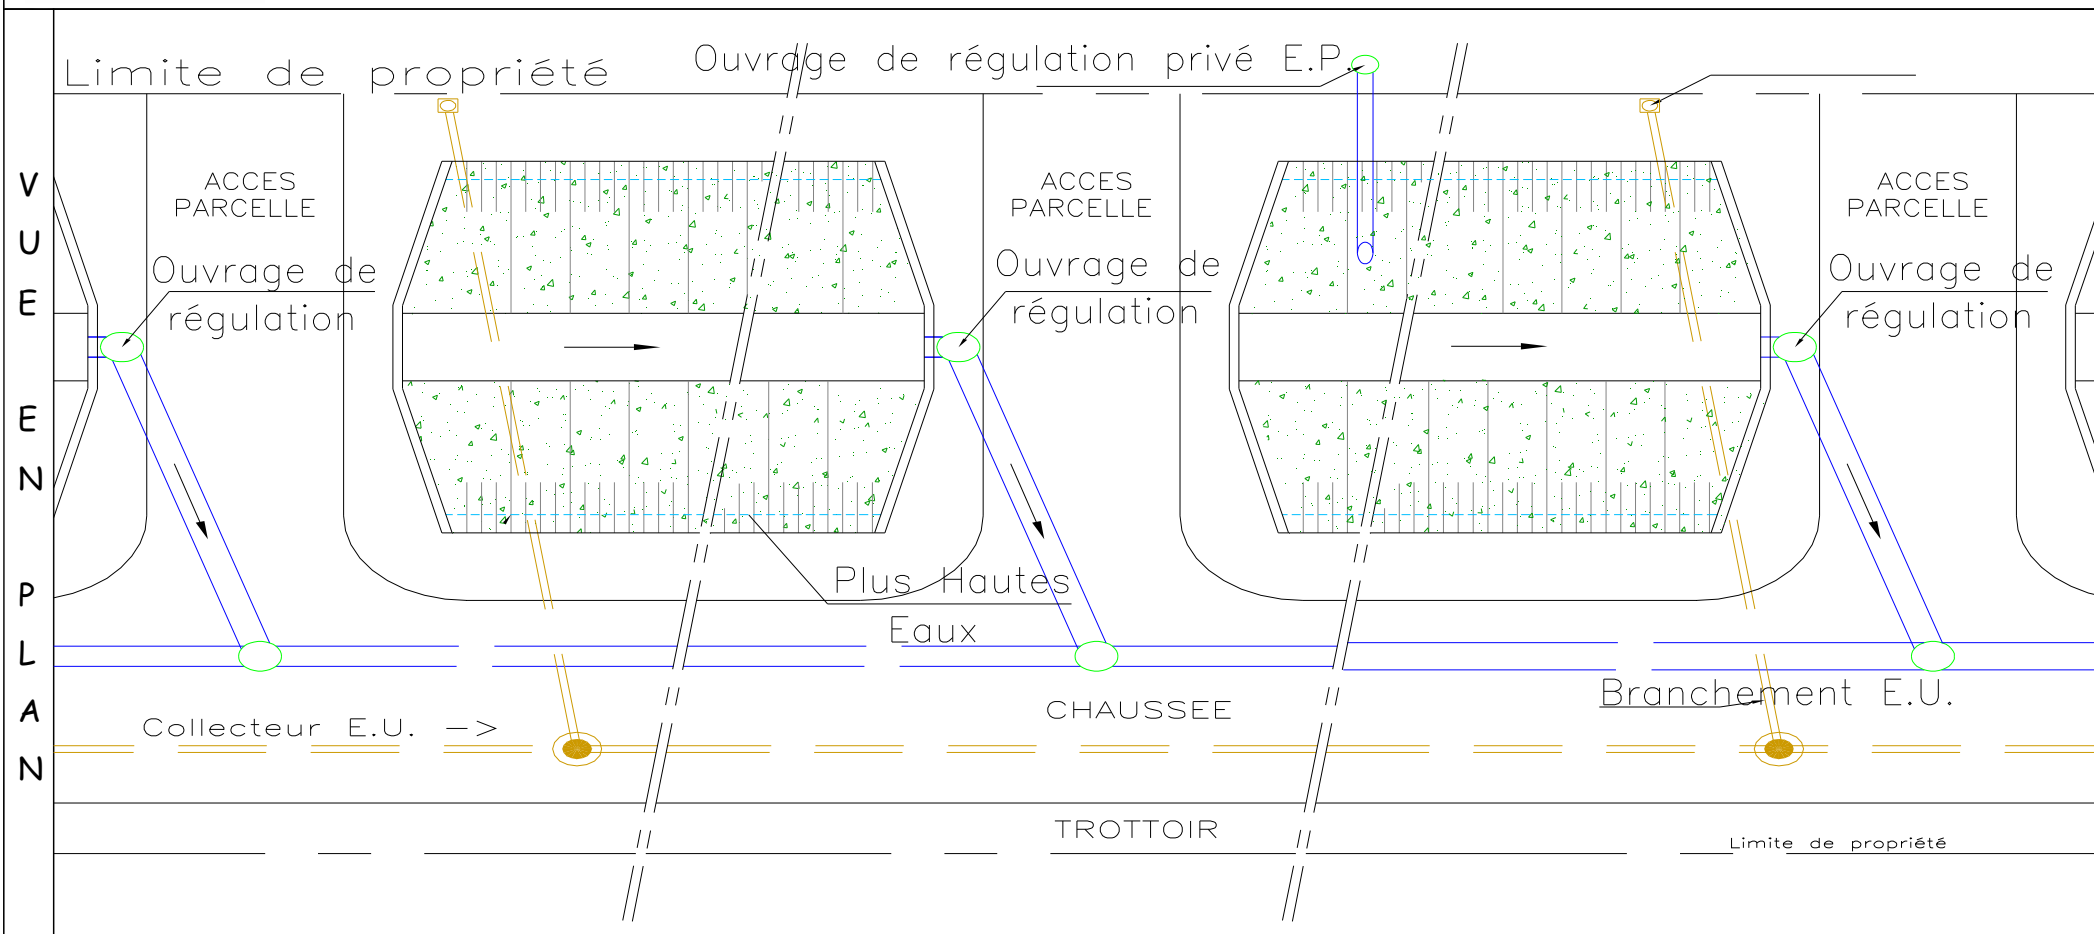 VUE EN PLAN
Limite de propriété
Ouvrage de régulation privé E.P.
ACCES
PARCELLE
ACCES
PARCELLE
ACCES
PARCELLE
Ouvrage de
régulation
Ouvrage de
régulation
Ouvrage de
régulation
Plus Hautes
Eaux
Branchement E.U.
CHAUSSEE
Collecteur E.U. ->
TROTTOIR
Limite de propriété